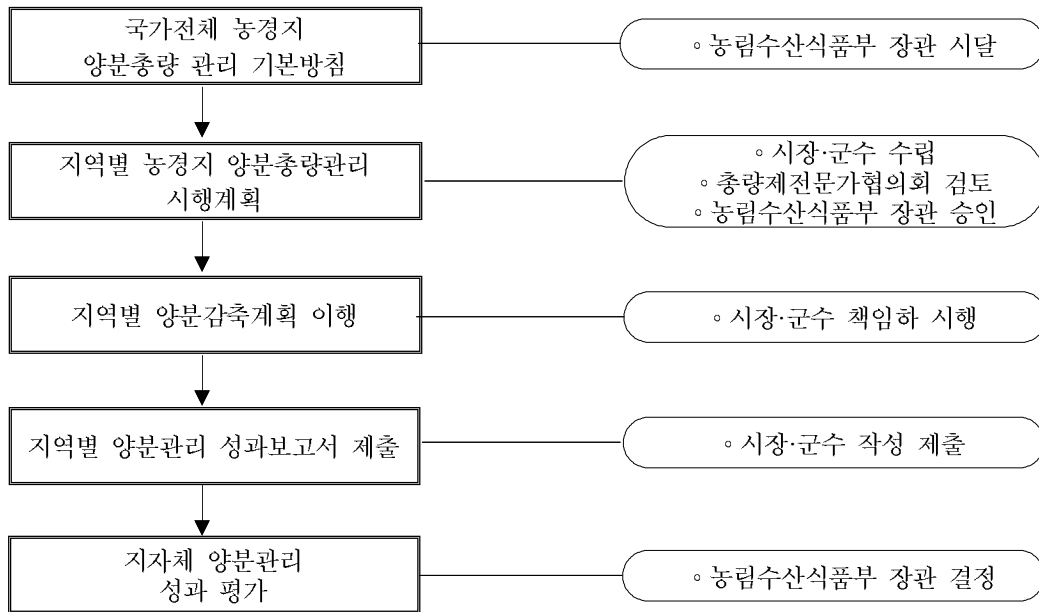 국가전체 농경지
양분총량 관리 기본방침
◦농림수산식품부 장관 시달
지역별 농경지 양분총량관리
시행계획
◦시장·군수 수립
◦총량제전문가협의회 검토
◦농림수산식품부 장관 승인
지역별 양분감축계획 이행
◦시장·군수 책임하 시행
지역별 양분관리 성과보고서 제출
◦시장·군수 작성 제출
지자체 양분관리
성과 평가
◦농림수산식품부 장관 결정